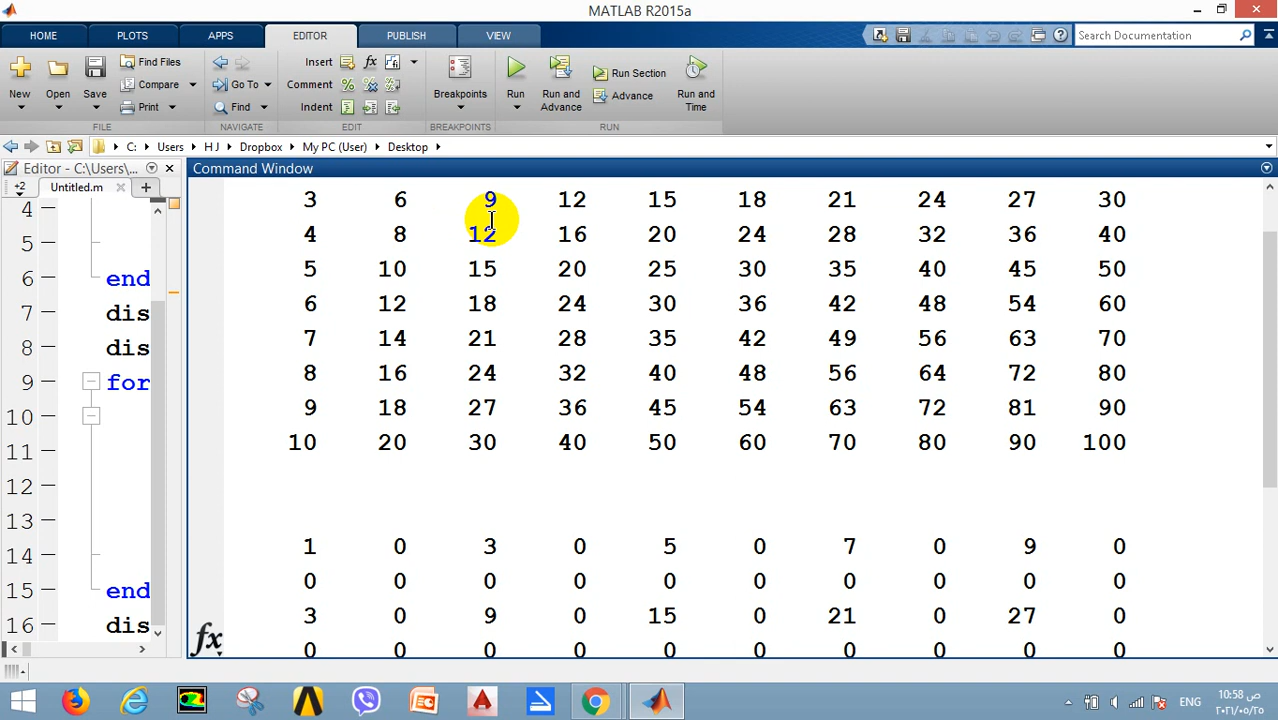 MATLAB R2015a
HOME PLOTS APPS EDITOR PUBLISH VIEW Search Documentation
New Open Save Find Files Compare Print Go To Find Insert fx Comment Indent Breakpoints Run Run and Advance Run Section Advance Run and Time
FILE NAVIGATE EDIT BREAKPOINTS RUN
C: Users H J Dropbox My PC (User) Desktop
Editor - C:\Users\... Command Window
+2 Untitled.m +
3 6 9 12 15 18 21 24 27 30
4 8 12 16 20 24 28 32 36 40
5 10 15 20 25 30 35 40 45 50
6 12 18 24 30 36 42 48 54 60
7 14 21 28 35 42 49 56 63 70
8 16 24 32 40 48 56 64 72 80
9 18 27 36 45 54 63 72 81 90
10 20 30 40 50 60 70 80 90 100
1 0 3 0 5 0 7 0 9 0
0 0 0 0 0 0 0 0 0 0
3 0 9 0 15 0 21 0 27 0
0 0 0 0 0 0 0 0 0 0
4
5
6 end
7 dis
8 dis
9 for
10
11
12
13
14
15 end
16 dis
fx
ENG 10:58 ص